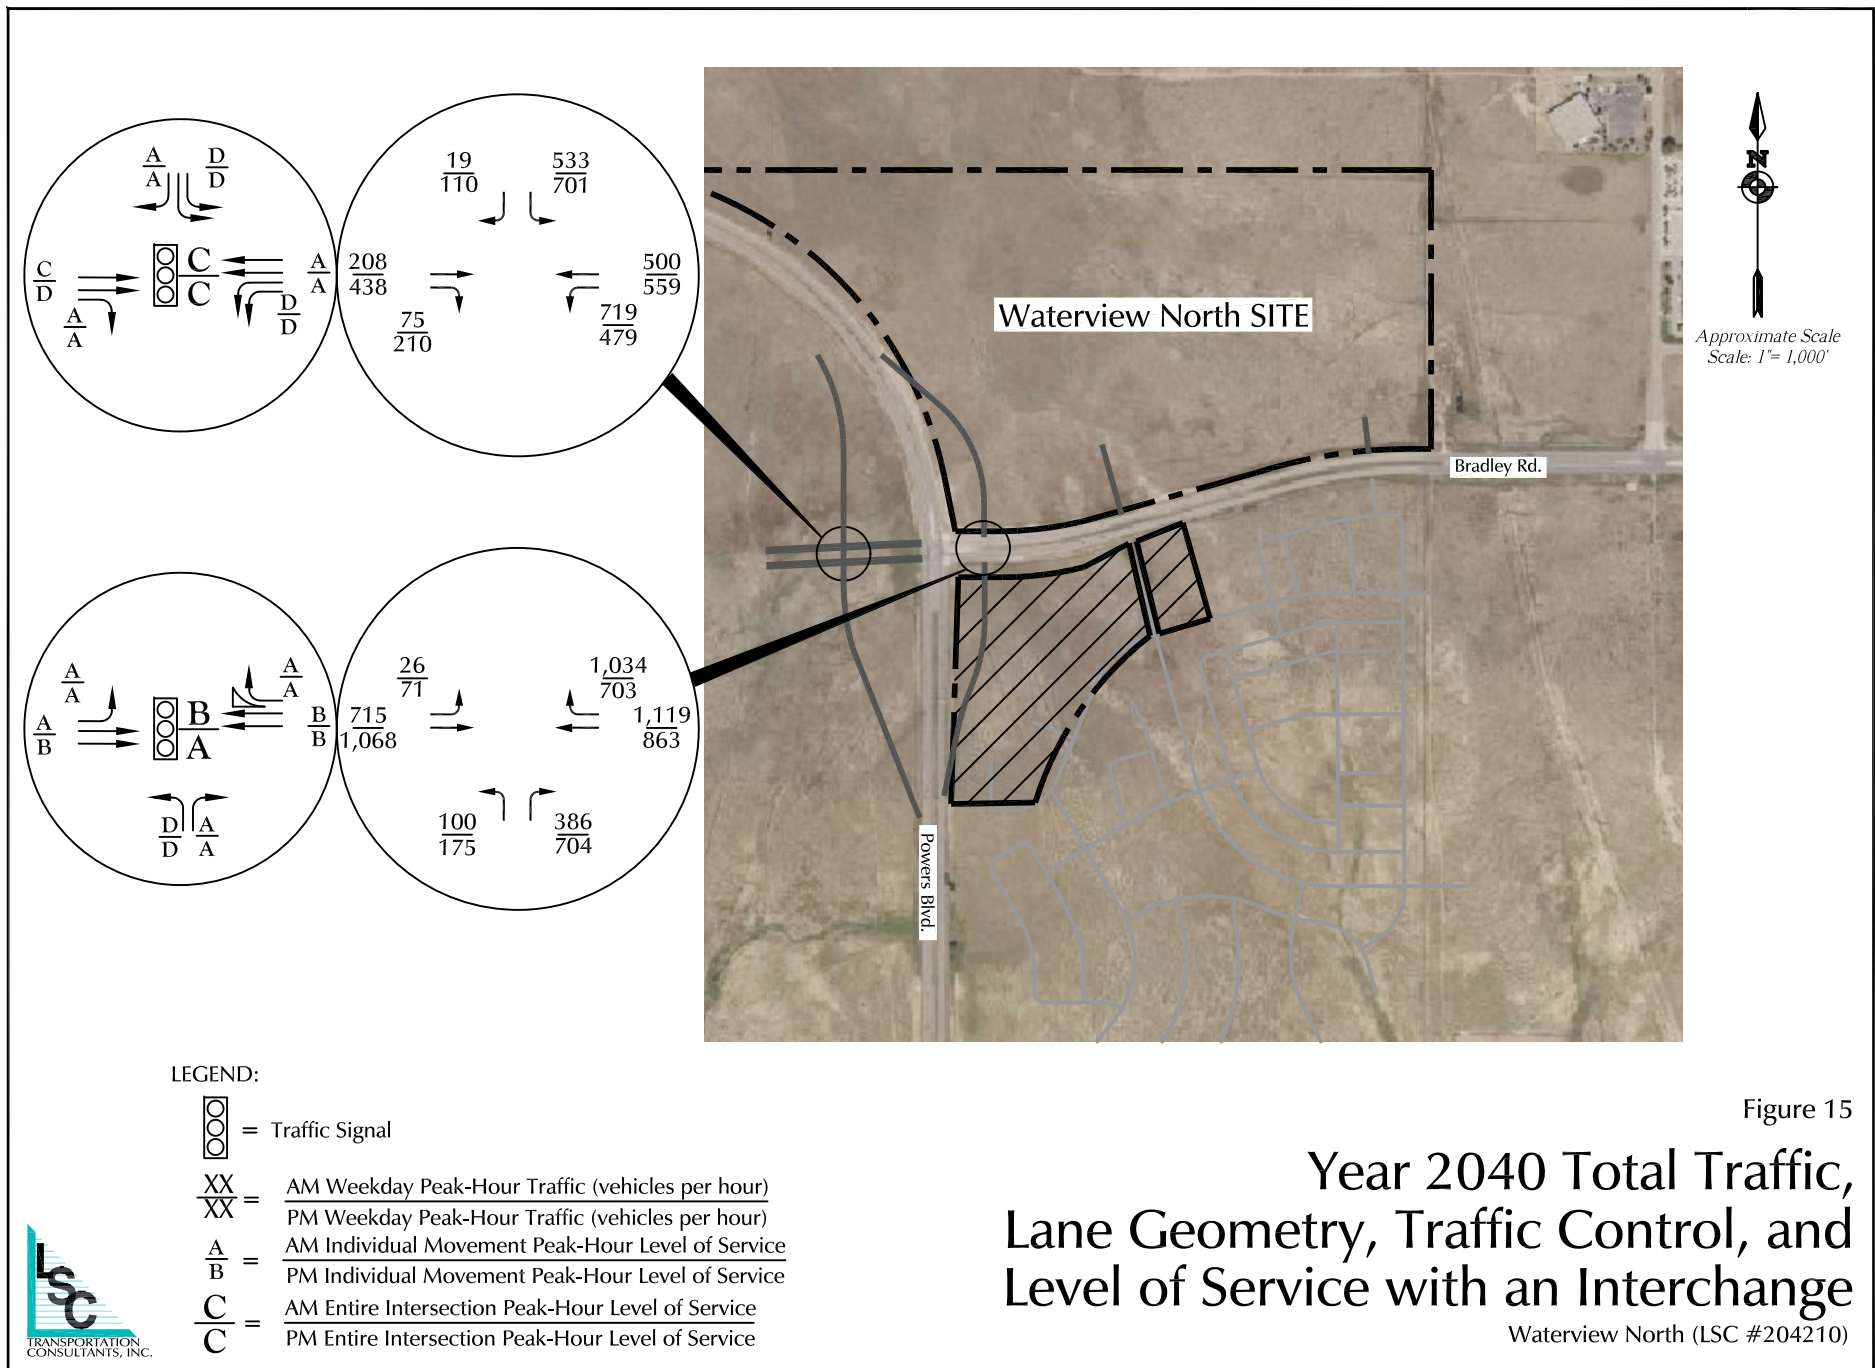 A D
A D
C
D
A
A
C
C
A
A
D
D
19
110
533
701
208
438
75
210
500
559
719
479
Waterview North SITE
N
Approximate Scale
Scale: 1"= 1,000'
Bradley Rd.
Powers Blvd.
A
A
A
B
B
A
A
A
B
B
D A
D A
26
71
715
1,068
1,034
703
1,119
863
100
175
386
704
LEGEND:
= Traffic Signal
XX
XX
=
AM Weekday Peak-Hour Traffic (vehicles per hour)
PM Weekday Peak-Hour Traffic (vehicles per hour)
A
B
=
AM Individual Movement Peak-Hour Level of Service
PM Individual Movement Peak-Hour Level of Service
C
C
=
AM Entire Intersection Peak-Hour Level of Service
PM Entire Intersection Peak-Hour Level of Service
LSC
TRANSPORTATION
CONSULTANTS, INC.
Figure 15
Year 2040 Total Traffic,
Lane Geometry, Traffic Control, and
Level of Service with an Interchange
Waterview North (LSC #204210)